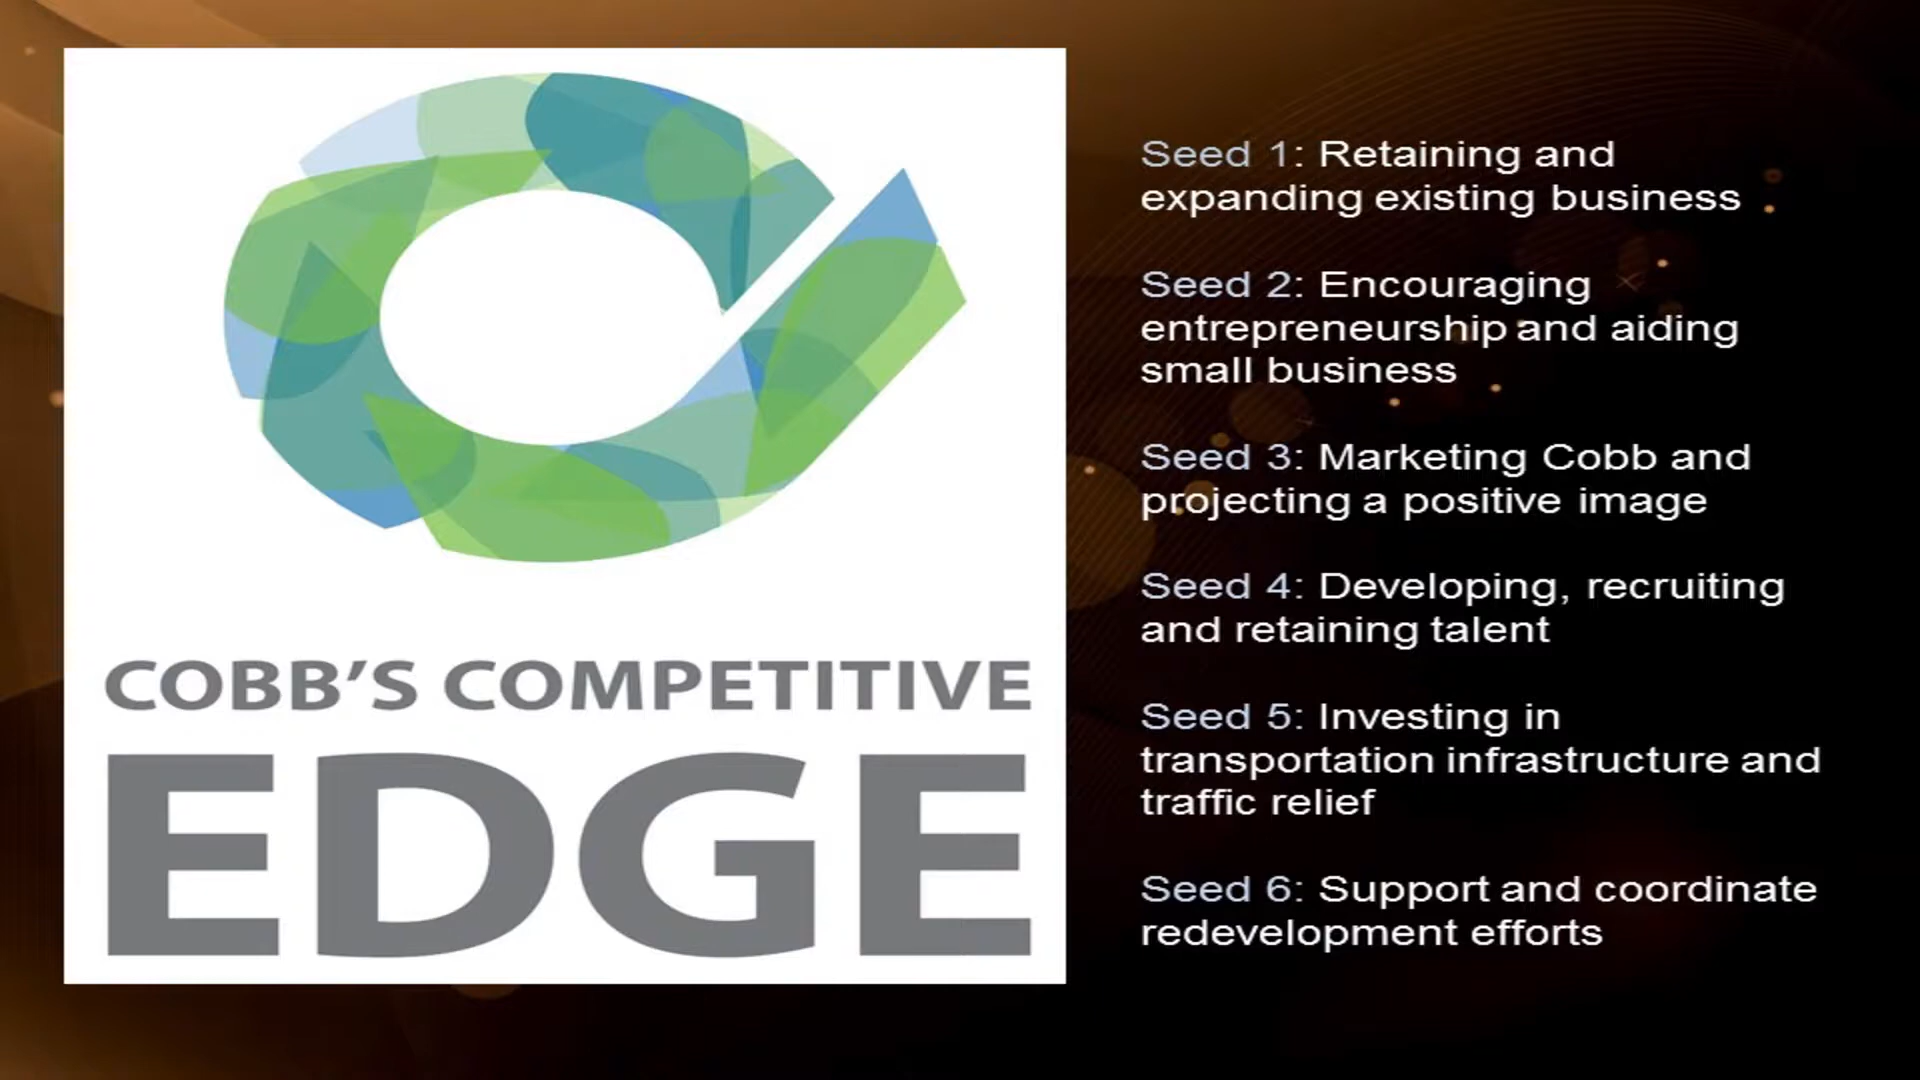 COBB'S COMPETITIVE
EDGE
Seed 1: Retaining and
expanding existing business
Seed 2: Encouraging
entrepreneurship and aiding
small business
Seed 3: Marketing Cobb and
projecting a positive image
Seed 4: Developing, recruiting
and retaining talent
Seed 5: Investing in
transportation infrastructure and
traffic relief
Seed 6: Support and coordinate
redevelopment efforts